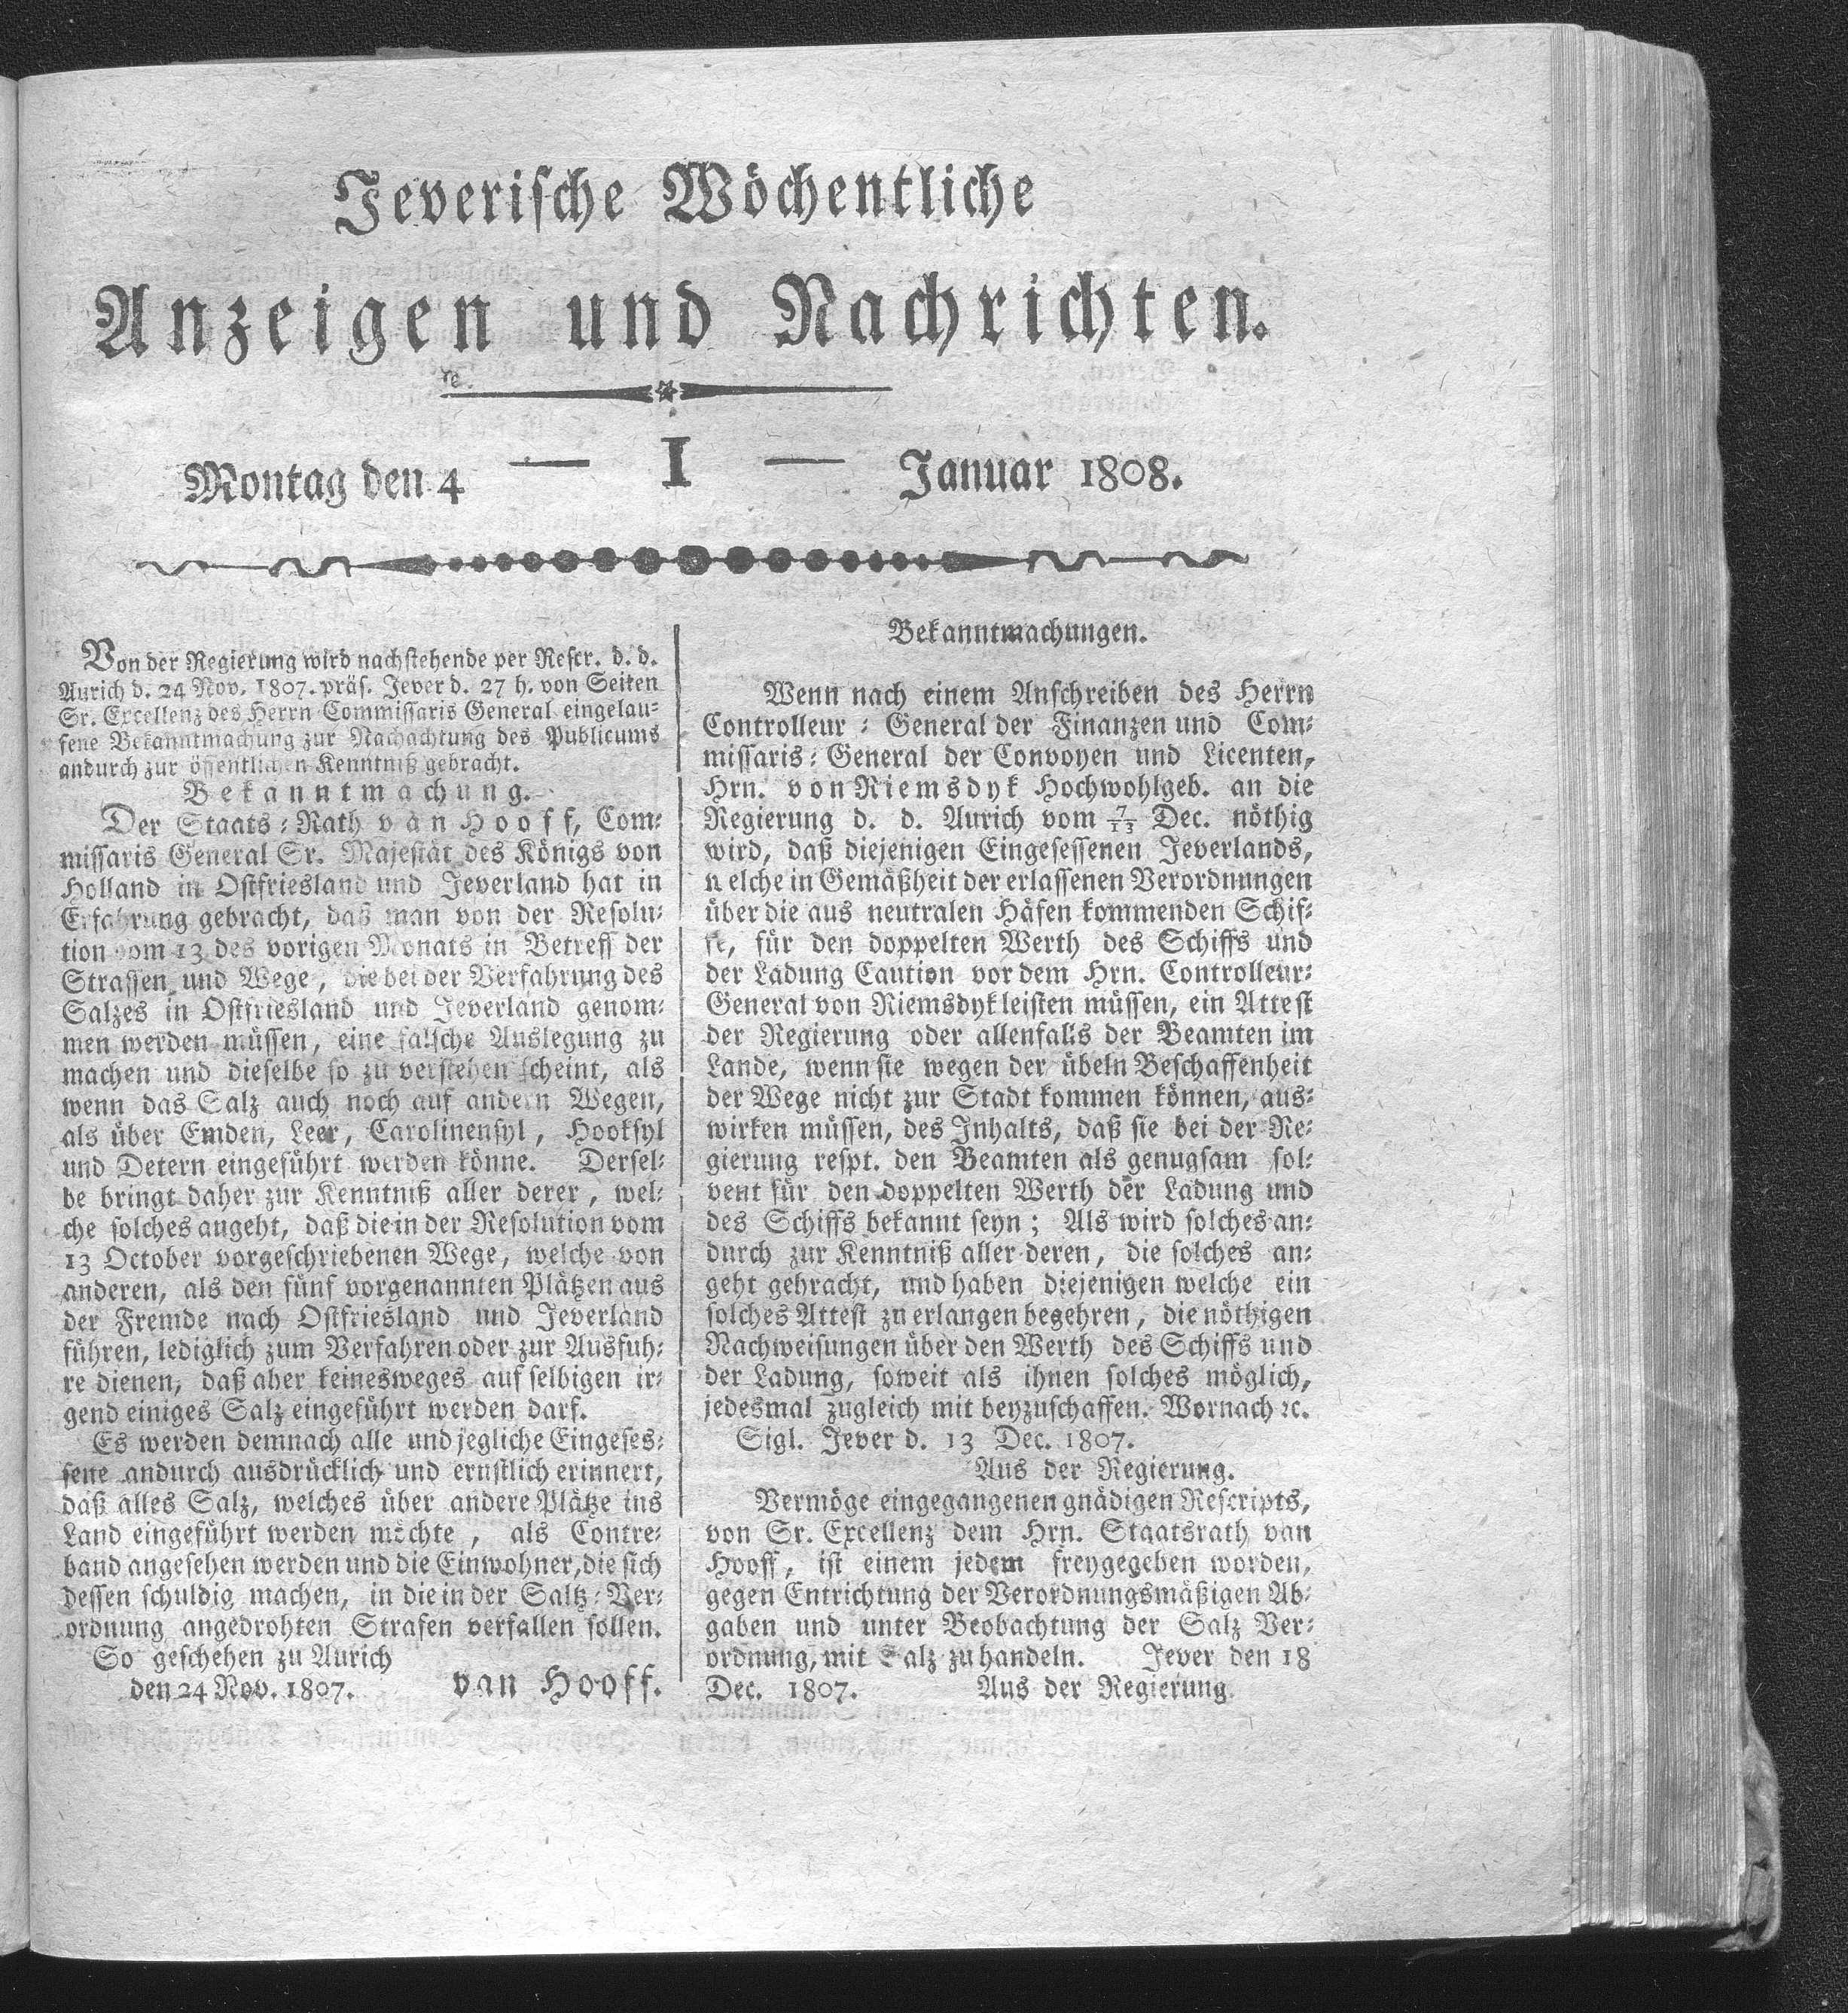 Jeverische Wöchentliche
Anzeigen und Nachrichten.
Montag den 4 — I — Januar 1808.
Von der Regierung wird nachstehende per Rescr. d. d.
Aurich d. 24 Nov. 1807. präs. Jever d. 27 h. von Seiten
Sr. Excellenz des Herrn Commissaris General eingelau-
fene Bekanntmachung zur Nachachtung des Publicums
andurch zur öffentlichen Kenntniß gebracht.
Bekanntmachung.
Der Staats-Rath van Hooff, Com-
missaris General Sr. Majestät des Königs von
Holland in Ostfriesland und Jeverland hat in
Erfahrung gebracht, daß man von der Resolu-
tion vom 13 des vorigen Monats in Betreff der
Strassen und Wege, die bei der Verfahrung des
Salzes in Ostfriesland und Jeverland genom-
men werden müssen, eine falsche Auslegung zu
machen und dieselbe so zu verstehen scheint, als
wenn das Salz auch noch auf andern Wegen,
als über Emden, Leer, Carolinensyl, Hooksyl
und Detern eingeführt werden könne. Dersel-
be bringt daher zur Kenntniß aller derer, wel-
che solches angeht, daß die in der Resolution vom
13 October vorgeschriebenen Wege, welche von
anderen, als den fünf vorgenannten Plätzen aus
der Fremde nach Ostfriesland und Jeverland
führen, lediglich zum Verfahren oder zur Ausfuh-
re dienen, daß aber keinesweges auf selbigen ir-
gend einiges Salz eingeführt werden darf.
Es werden demnach alle und jegliche Eingeses-
sene andurch ausdrücklich und ernstlich erinnert,
daß alles Salz, welches über andere Plätze ins
Land eingeführt werden möchte, als Contre-
band angesehen werden und die Einwohner, die sich
dessen schuldig machen, in die in der Saltz-Ver-
ordnung angedrohten Strafen verfallen sollen.
So geschehen zu Aurich
den 24 Nov. 1807. van Hooff.
Bekanntmachungen.
Wenn nach einem Anschreiben des Herrn
Controlleur-General der Finanzen und Com-
missaris-General der Convoyen und Licenten,
Hrn. von Riemsdyk Hochwohlgeb. an die
Regierung d. d. Aurich vom 7/13 Dec. nöthig
wird, daß diejenigen Eingesessenen Jeverlands,
welche in Gemäßheit der erlassenen Verordnungen
über die aus neutralen Häfen kommenden Schif-
fe, für den doppelten Werth des Schiffs und
der Ladung Caution vor dem Hrn. Controlleur-
General von Riemsdyk leisten müssen, ein Attest
der Regierung oder allenfalls der Beamten im
Lande, wenn sie wegen der übeln Beschaffenheit
der Wege nicht zur Stadt kommen können, aus-
wirken müssen, des Inhalts, daß sie bei der Re-
gierung respt. den Beamten als genugsam sol-
vent für den doppelten Werth der Ladung und
des Schiffs bekannt seyn; Als wird solches an-
durch zur Kenntniß aller deren, die solches an-
geht gebracht, und haben diejenigen welche ein
solches Attest zu erlangen begehren, die nöthigen
Nachweisungen über den Werth des Schiffs und
der Ladung, soweit als ihnen solches möglich,
jedesmal zugleich mit beyzuschaffen. Wornach ꝛc.
Sigl. Jever d. 13 Dec. 1807.
Aus der Regierung.
Vermöge eingegangenen gnädigen Rescripts,
von Sr. Excellenz dem Hrn. Staatsrath van
Hooff, ist einem jedem freygegeben worden,
gegen Entrichtung der Verordnungsmäßigen Ab-
gaben und unter Beobachtung der Salz Ver-
ordnung, mit Salz zu handeln. Jever den 18
Dec. 1807. Aus der Regierung.